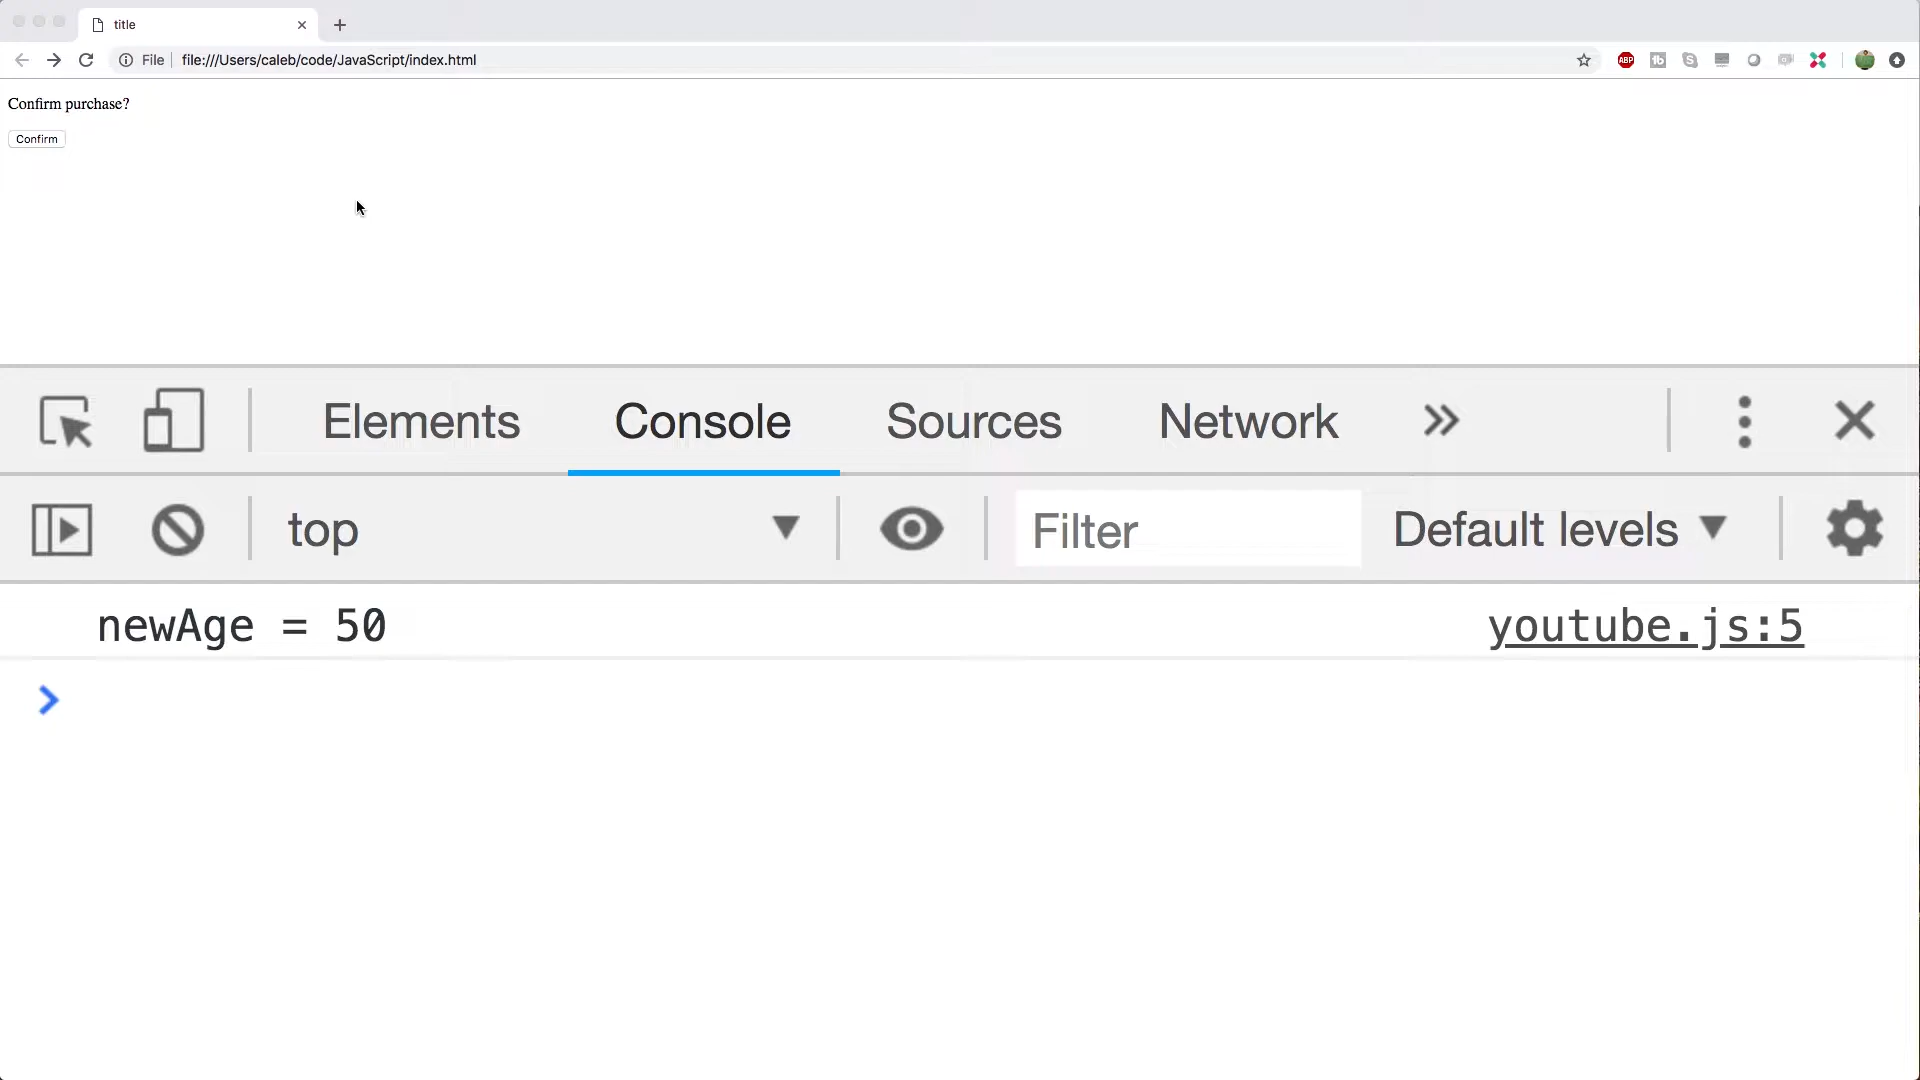 title
File file:///Users/caleb/code/JavaScript/index.html
ABP
Confirm purchase?
Confirm
Elements Console Sources Network
top Filter Default levels
newAge = 50 youtube.js:5